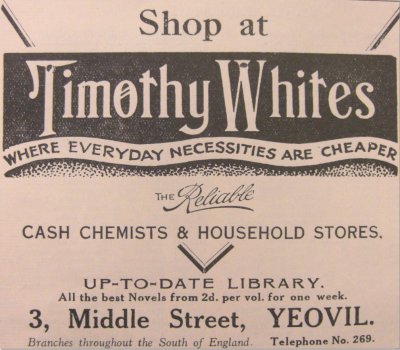 Shop at
Timothy Whites
WHERE EVERYDAY NECESSITIES ARE CHEAPER
THE Reliable
CASH CHEMISTS & HOUSEHOLD STORES.
UP-TO-DATE LIBRARY.
All the best Novels from 2d. per vol. for one week.
3, Middle Street, YEOVIL.
Branches throughout the South of England. Telephone No. 269.